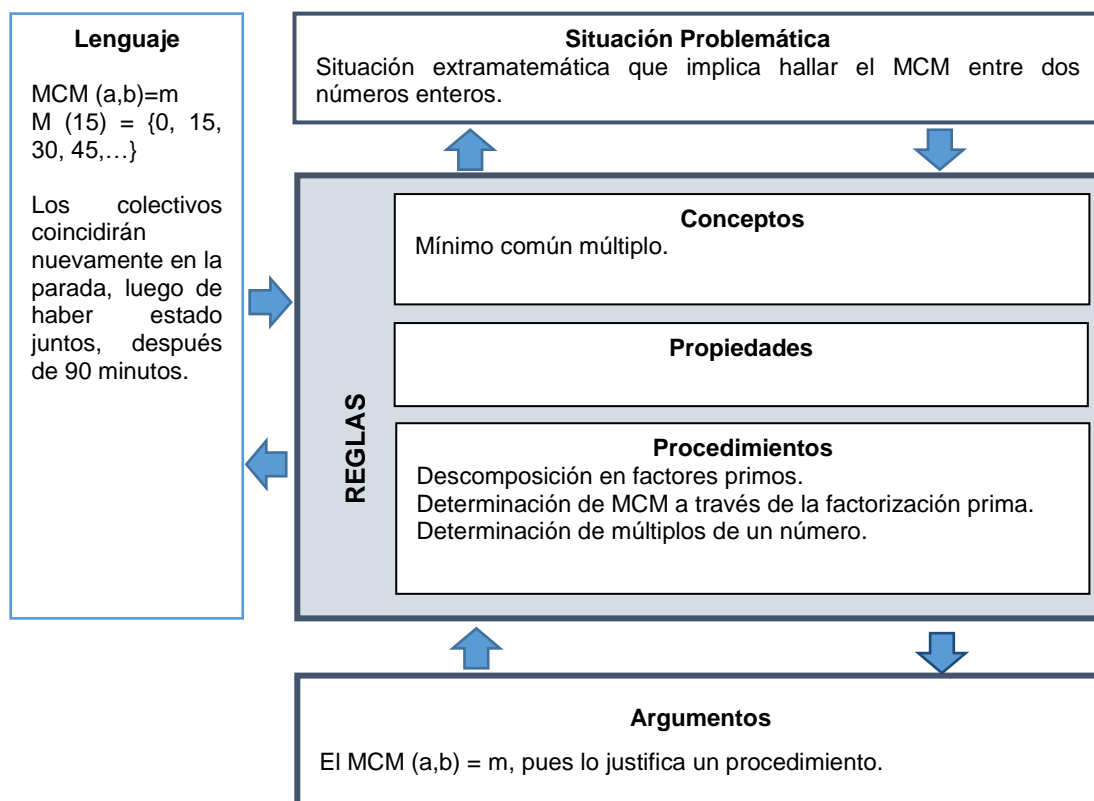 Lenguaje
MCM (a,b)=m
M (15) = {0, 15,
30, 45,…}
Los colectivos
coincidirán
nuevamente en la
parada, luego de
haber estado
juntos, después
de 90 minutos.
Situación Problemática
Situación extramatemática que implica hallar el MCM entre dos
números enteros.
REGLAS
Conceptos
Mínimo común múltiplo.
Propiedades
Procedimientos
Descomposición en factores primos.
Determinación de MCM a través de la factorización prima.
Determinación de múltiplos de un número.
Argumentos
El MCM (a,b) = m, pues lo justifica un procedimiento.